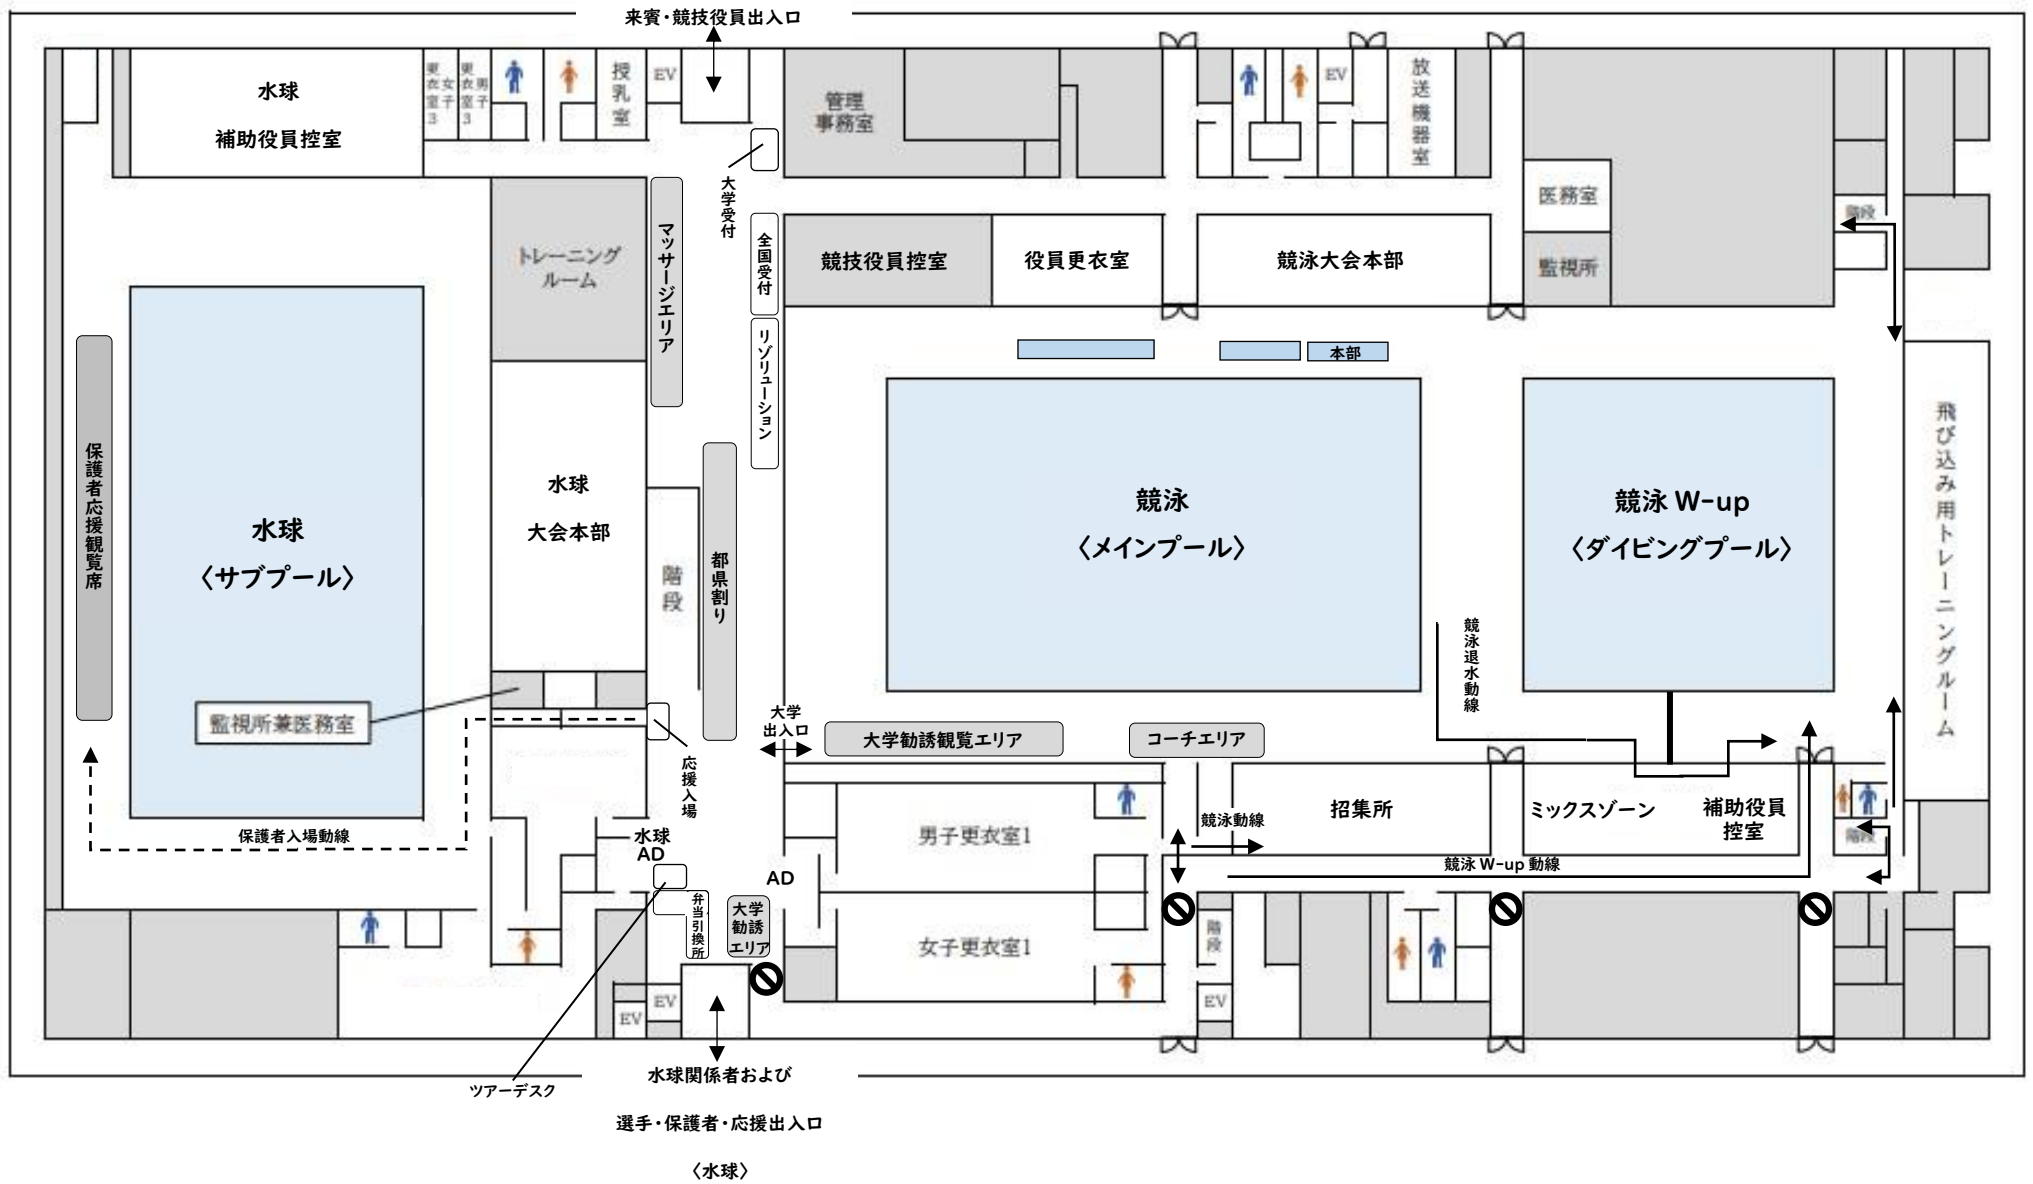 来賓・競技役員出入口
水球
補助役員控室
女子更衣室3
男子更衣室3
授乳室
EV
管理
事務室
EV
放送機器室
大学受付
医務室
監視所
階段
トレーニング
ルーム
マッサージエリア
全国受付
競技役員控室
役員更衣室
競泳大会本部
リゾリューション
本部
保護者応援観覧席
水球
〈サブプール〉
水球
大会本部
階段
都県割り
競泳
〈メインプール〉
競泳 W-up
〈ダイビングプール〉
飛び込み用トレーニングルーム
競泳退水動線
監視所兼医務室
応援入場
大学
出入口
大学勧誘観覧エリア
コーチエリア
保護者入場動線
水球
AD
AD
男子更衣室1
競泳動線
招集所
ミックスゾーン
補助役員
控室
階段
競泳 W-up 動線
弁当引換所
大学
勧誘
エリア
女子更衣室1
階段
EV
EV
EV
ツアーデスク
水球関係者および
選手・保護者・応援出入口
〈水球〉